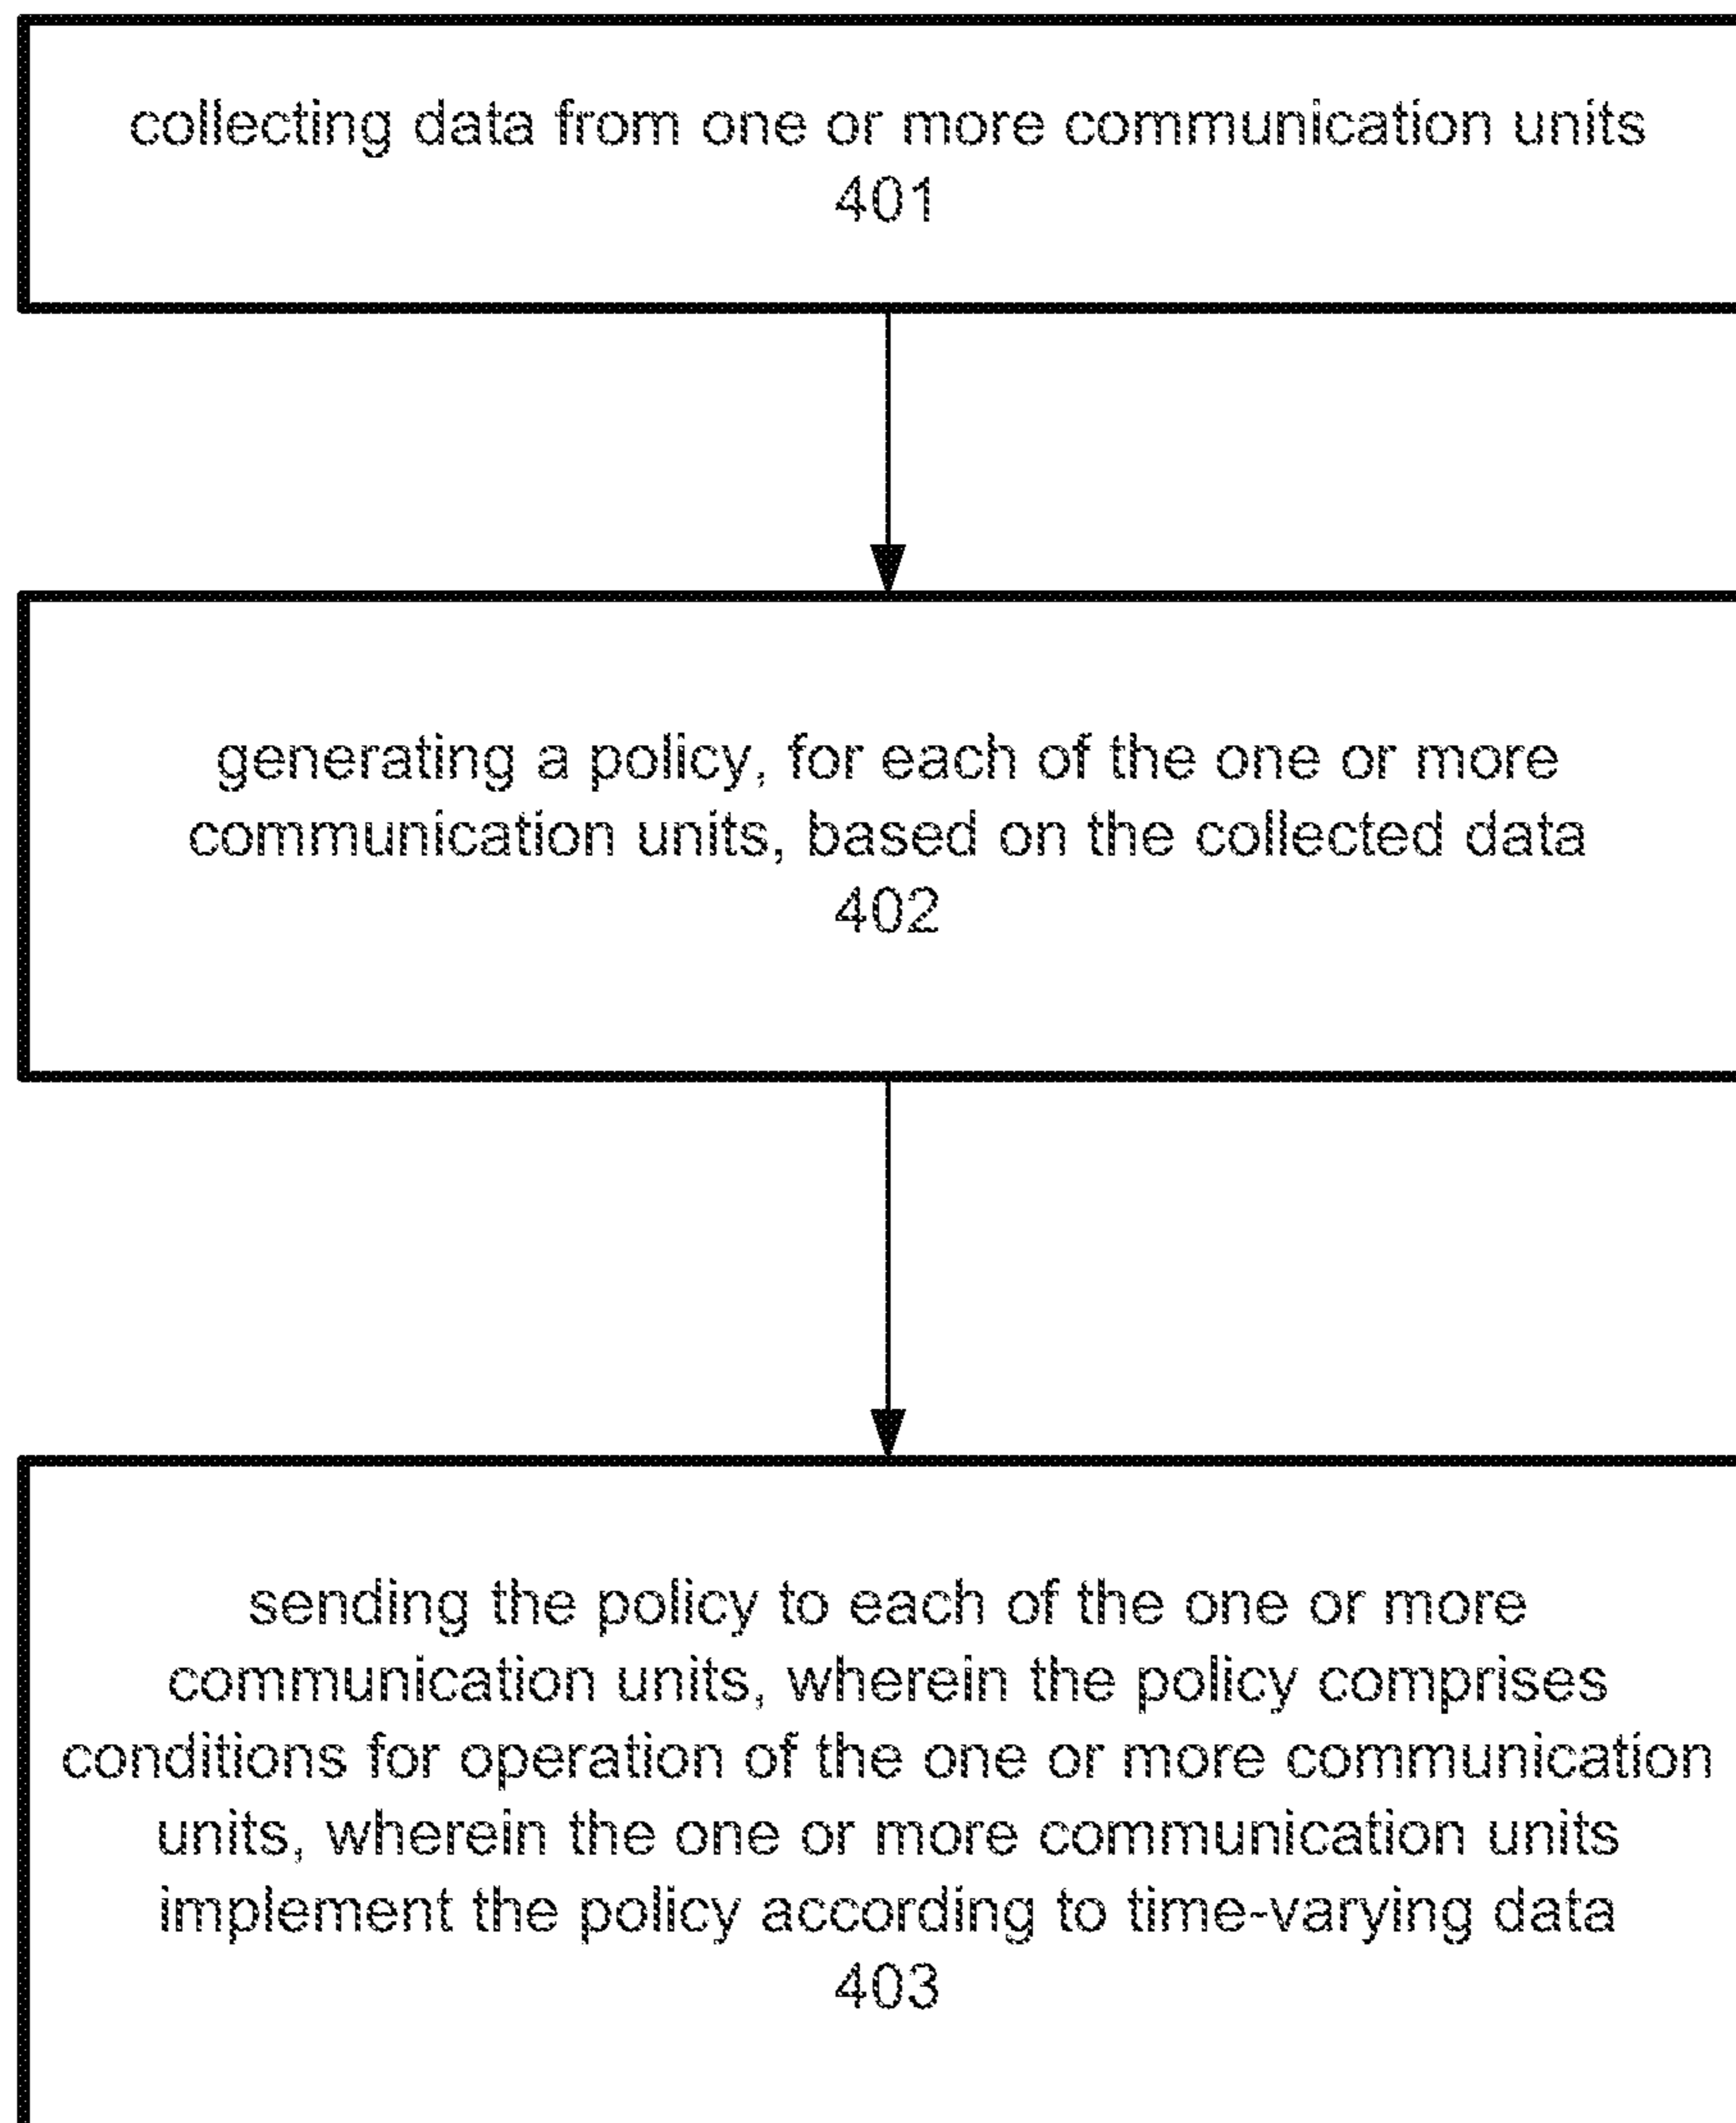 collecting data from one or more communication units
401
generating a policy, for each of the one or more
communication units, based on the collected data
402
sending the policy to each of the one or more
communication units, wherein the policy comprises
conditions for operation of the one or more communication
units, wherein the one or more communication units
implement the policy according to time-varying data
403